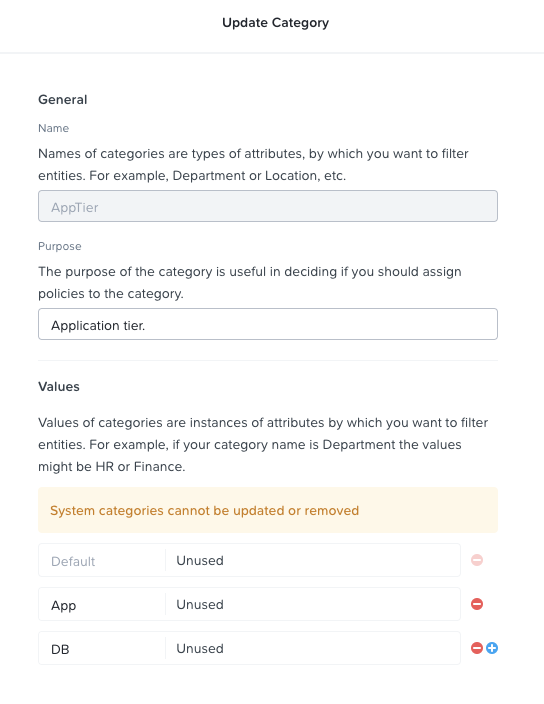 Update Category
General
Name
Names of categories are types of attributes, by which you want to filter
entities. For example, Department or Location, etc.
AppTier
Purpose
The purpose of the category is useful in deciding if you should assign
policies to the category.
Application tier.
Values
Values of categories are instances of attributes by which you want to filter
entities. For example, if your category name is Department the values
might be HR or Finance.
System categories cannot be updated or removed
Default Unused
App Unused
DB Unused